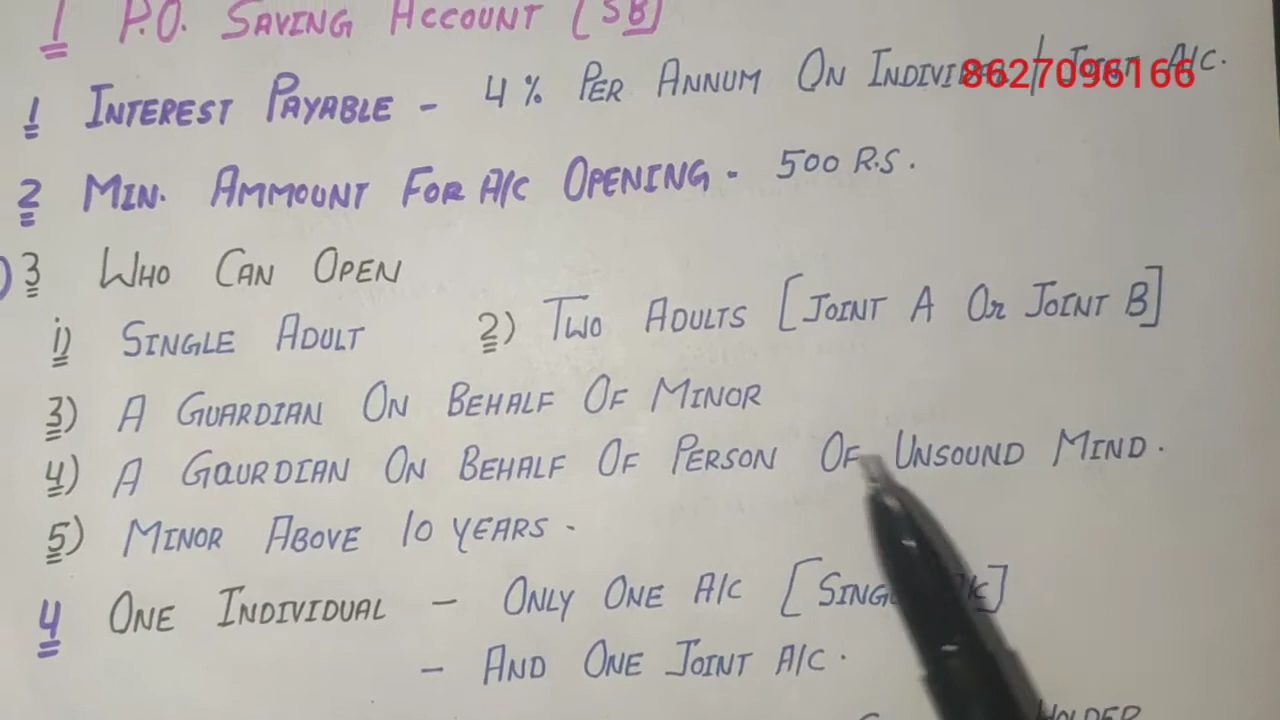 1 P.O. SAVING ACCOUNT [SB]
1 INTEREST PAYABLE - 4% PER ANNUM ON / JOINT A/C.
8627096166
2 MIN. AMMOUNT FOR A/C OPENING - 500 R.S.
3 WHO CAN OPEN
i) SINGLE ADULT 2) TWO ADULTS [JOINT A Or JOINT B]
3) A GUARDIAN ON BEHALF OF MINOR
4) A GAURDIAN ON BEHALF OF PERSON OF UNSOUND MIND.
5) MINOR ABOVE 10 YEARS.
4 ONE INDIVIDUAL - ONLY ONE A/C [
- AND ONE JOINT A/C.
HOLDER